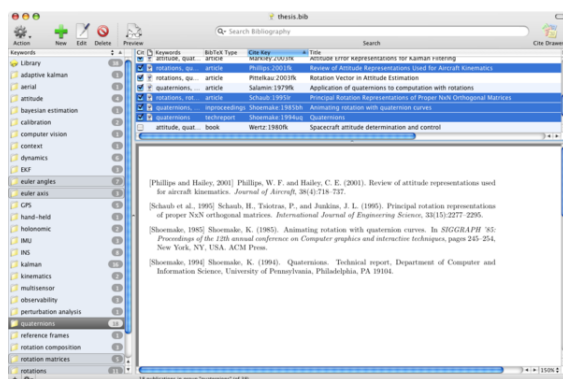 thesis.bib
Search Bibliography
Action New Edit Delete Preview Search Cite Drawer
Keywords
Library
adaptive kalman
aerial
attitude
bayesian estimation
calibration
computer vision
context
dynamics
EKF
euler angles
euler axis
GPS
hand-held
holonomic
IMU
INS
kalman
kinematics
multisensor
observability
perturbation analysis
quaternions
reference frames
rotation composition
rotation matrices
rotations
Cit Keywords BibTeX Type Cite Key Title
attitude, quat... article Markley:2003fk Attitude Error Representations for Kalman Filtering
rotations, qu... article Phillips:2001fk Review of Attitude Representations Used for Aircraft Kinematics
rotations, qu... article Pittelkau:2003fk Rotation Vector in Attitude Estimation
quaternions, ... article Salamin:1979fk Application of quaternions to computation with rotations
rotations, rot... article Schaub:1995lr Principal Rotation Representations of Proper NxN Orthogonal Matrices
quaternions, ... inproceedings Shoemake:1985bh Animating rotation with quaternion curves
quaternions techreport Shoemake:1994uq Quaternions
attitude, quat... book Wertz:1980fk Spacecraft attitude determination and control
[Phillips and Hailey, 2001] Phillips, W. F. and Hailey, C. E. (2001). Review of attitude representations used
for aircraft kinematics. Journal of Aircraft, 38(4):718-737.
[Schaub et al., 1995] Schaub, H., Tsiotras, P., and Junkins, J. L. (1995). Principal rotation representations
of proper NxN orthogonal matrices. International Journal of Engineering Science, 33(15):2277–2295.
[Shoemake, 1985] Shoemake, K. (1985). Animating rotation with quaternion curves. In SIGGRAPH '85:
Proceedings of the 12th annual conference on Computer graphics and interactive techniques, pages 245–254,
New York, NY, USA. ACM Press.
[Shoemake, 1994] Shoemake, K. (1994). Quaternions. Technical report, Department of Computer and
Information Science, University of Pennsylvania, Philadelphia, PA 19104.
150%